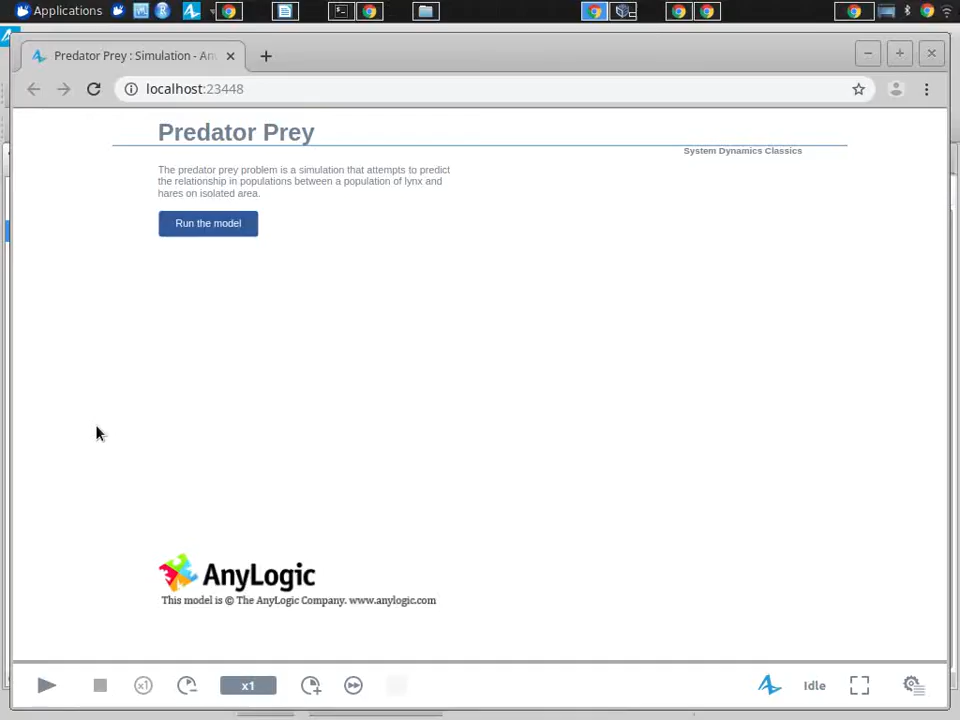 Applications
Predator Prey : Simulation - An
localhost:23448
Predator Prey
System Dynamics Classics
The predator prey problem is a simulation that attempts to predict
the relationship in populations between a population of lynx and
hares on isolated area.
Run the model
AnyLogic
This model is © The AnyLogic Company. www.anylogic.com
x1
x1
Idle